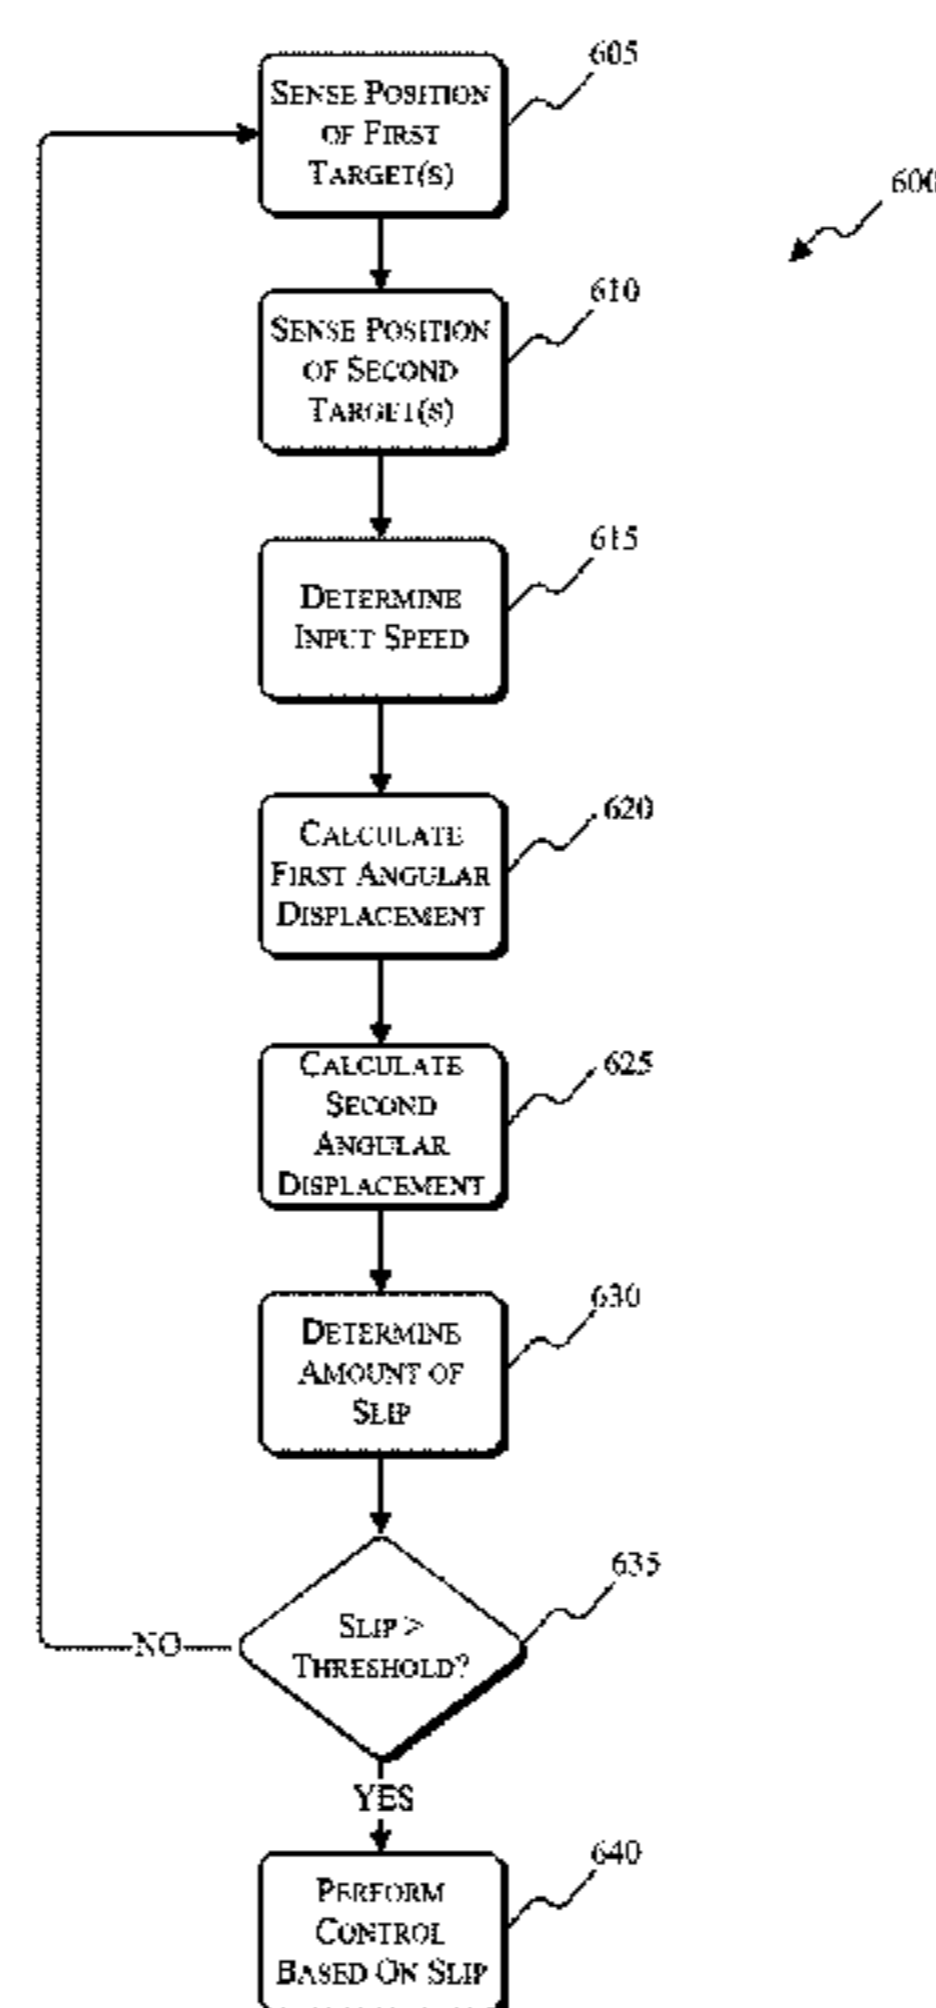 605
SENSE POSITION
OF FIRST
TARGET(S)
600
610
SENSE POSITION
OF SECOND
TARGET(S)
615
DETERMINE
INPUT SPEED
620
CALCULATE
FIRST ANGULAR
DISPLACEMENT
625
CALCULATE
SECOND
ANGULAR
DISPLACEMENT
630
DETERMINE
AMOUNT OF
SLIP
635
SLIP >
THRESHOLD?
NO
YES
640
PERFORM
CONTROL
BASED ON SLIP